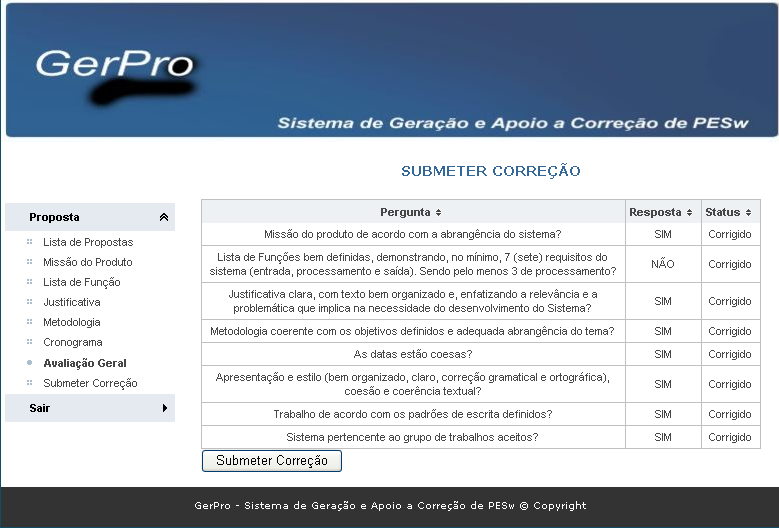 GerPro
Sistema de Geração e Apoio a Correção de PESw
SUBMETER CORREÇÃO
Proposta
Lista de Propostas
Missão do Produto
Lista de Função
Justificativa
Metodologia
Cronograma
Avaliação Geral
Submeter Correção
Sair
Pergunta Resposta Status
Missão do produto de acordo com a abrangência do sistema? SIM Corrigido
Lista de Funções bem definidas, demonstrando, no mínimo, 7 (sete) requisitos do
sistema (entrada, processamento e saída). Sendo pelo menos 3 de processamento? NÃO Corrigido
Justificativa clara, com texto bem organizado e, enfatizando a relevância e a
problemática que implica na necessidade do desenvolvimento do Sistema? SIM Corrigido
Metodologia coerente com os objetivos definidos e adequada abrangência do tema? SIM Corrigido
As datas estão coesas? SIM Corrigido
Apresentação e estilo (bem organizado, claro, correção gramatical e ortográfica),
coesão e coerência textual? SIM Corrigido
Trabalho de acordo com os padrões de escrita definidos? SIM Corrigido
Sistema pertencente ao grupo de trabalhos aceitos? SIM Corrigido
Submeter Correção
GerPro - Sistema de Geração e Apoio a Correção de PESw © Copyright